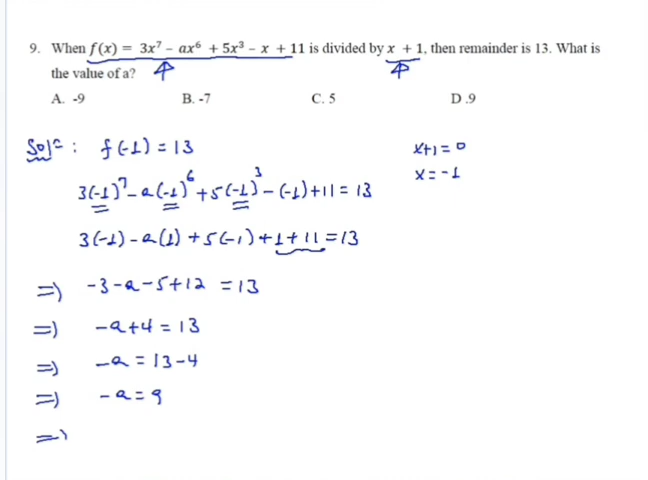 9. When f(x) = 3x⁷ − ax⁶ + 5x³ − x + 11 is divided by x + 1, then remainder is 13. What is
the value of a?
A. -9 B. -7 C. 5 D .9
Solⁿ : f(-1) = 13
x+1 = 0
x = -1
3(-1)⁷ - a(-1)⁶ + 5(-1)³ - (-1) + 11 = 13
3(-1) - a(1) + 5(-1) + 1 + 11 = 13
=) -3 - a - 5 + 12 = 13
=) -a + 4 = 13
=) -a = 13 - 4
=) -a = 9
=)